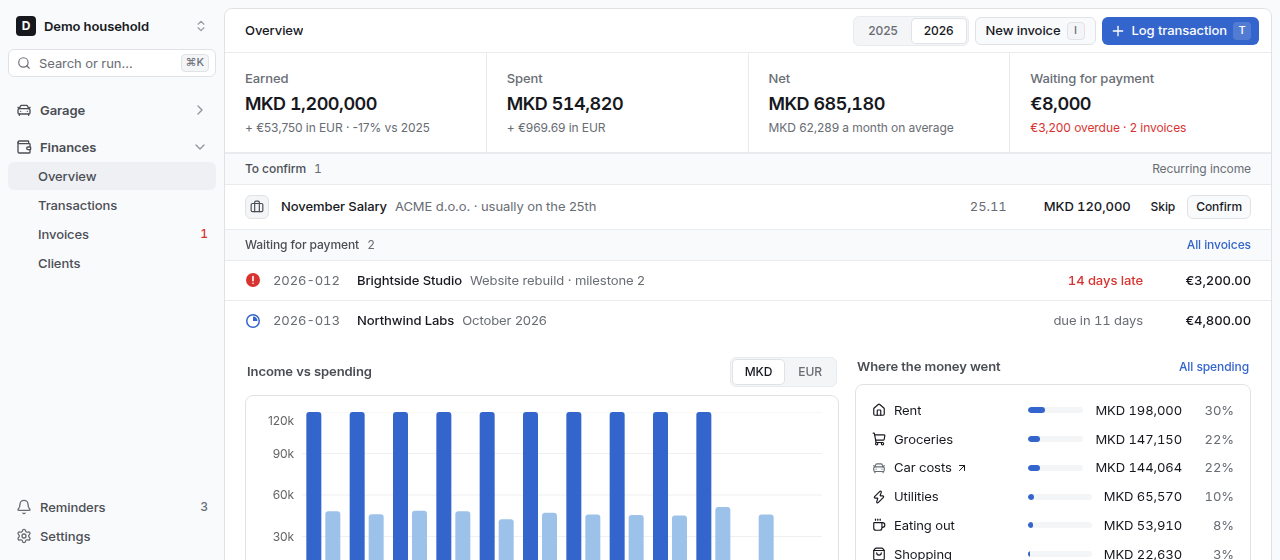 D Demo household
Search or run... ⌘K
Garage
Finances
Overview
Transactions
Invoices 1
Clients
Reminders 3
Settings
Overview 2025 2026 New invoice I + Log transaction T
Earned
MKD 1,200,000
+ €53,750 in EUR · -17% vs 2025
Spent
MKD 514,820
+ €969.69 in EUR
Net
MKD 685,180
MKD 62,289 a month on average
Waiting for payment
€8,000
€3,200 overdue · 2 invoices
To confirm 1 Recurring income
November Salary ACME d.o.o. · usually on the 25th 25.11 MKD 120,000 Skip Confirm
Waiting for payment 2 All invoices
2026-012 Brightside Studio Website rebuild · milestone 2 14 days late €3,200.00
2026-013 Northwind Labs October 2026 due in 11 days €4,800.00
Income vs spending MKD EUR
120k
90k
60k
30k
Where the money went All spending
Rent MKD 198,000 30%
Groceries MKD 147,150 22%
Car costs MKD 144,064 22%
Utilities MKD 65,570 10%
Eating out MKD 53,910 8%
Shopping MKD 22,630 3%